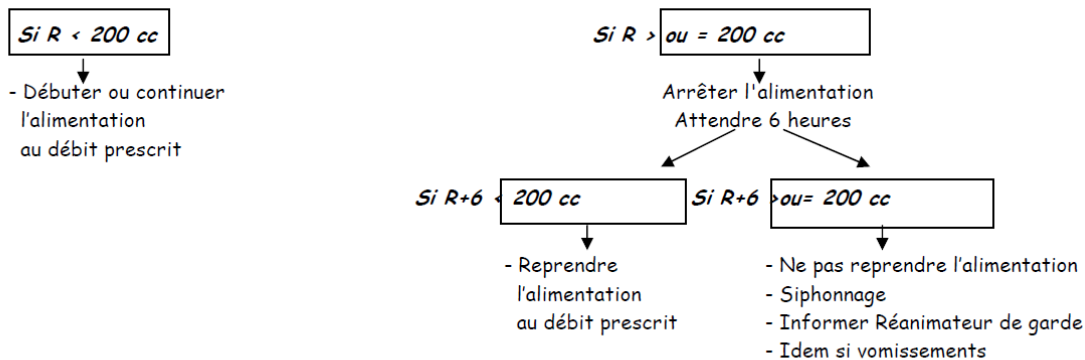 Si R < 200 cc
- Débuter ou continuer
l'alimentation
au débit prescrit
Si R > ou = 200 cc
Arrêter l'alimentation
Attendre 6 heures
Si R+6 < 200 cc
- Reprendre
l'alimentation
au débit prescrit
Si R+6 >ou= 200 cc
- Ne pas reprendre l'alimentation
- Siphonnage
- Informer Réanimateur de garde
- Idem si vomissements